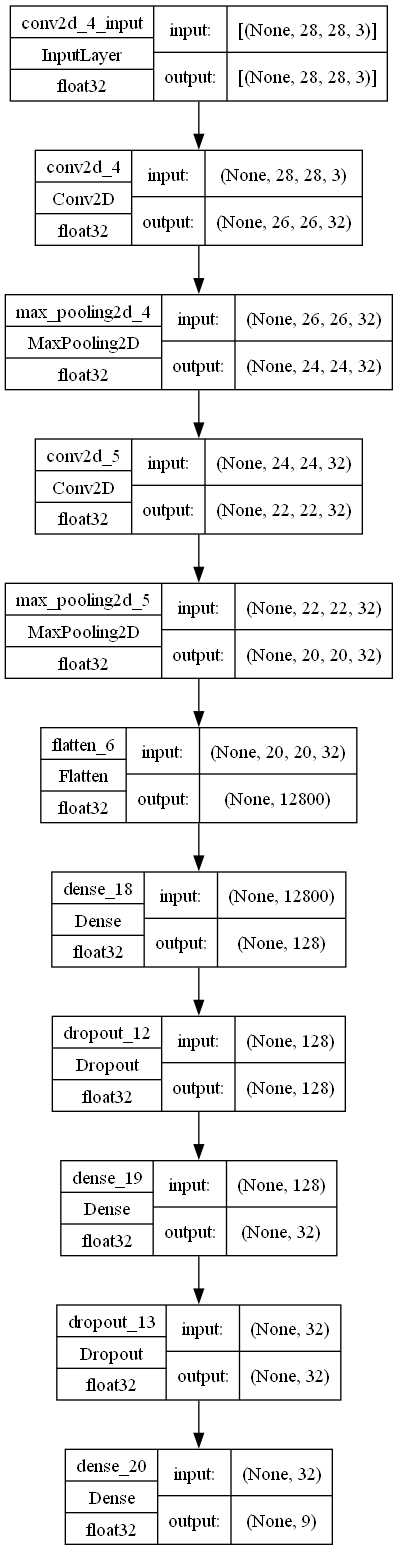 conv2d_4_input input: [(None, 28, 28, 3)]
InputLayer
float32 output: [(None, 28, 28, 3)]
conv2d_4 input: (None, 28, 28, 3)
Conv2D
float32 output: (None, 26, 26, 32)
max_pooling2d_4 input: (None, 26, 26, 32)
MaxPooling2D
float32 output: (None, 24, 24, 32)
conv2d_5 input: (None, 24, 24, 32)
Conv2D
float32 output: (None, 22, 22, 32)
max_pooling2d_5 input: (None, 22, 22, 32)
MaxPooling2D
float32 output: (None, 20, 20, 32)
flatten_6 input: (None, 20, 20, 32)
Flatten
float32 output: (None, 12800)
dense_18 input: (None, 12800)
Dense
float32 output: (None, 128)
dropout_12 input: (None, 128)
Dropout
float32 output: (None, 128)
dense_19 input: (None, 128)
Dense
float32 output: (None, 32)
dropout_13 input: (None, 32)
Dropout
float32 output: (None, 32)
dense_20 input: (None, 32)
Dense
float32 output: (None, 9)